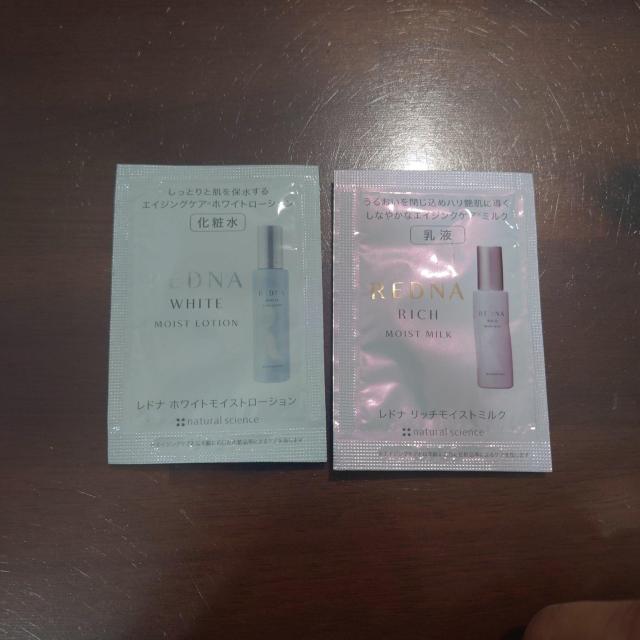 しっとりと肌を保水する
エイジングケア*ホワイトローション
化粧水
REDNA
WHITE
MOIST LOTION
REDNA
レドナ ホワイトモイストローション
natural science
うるおいを閉じ込めハリ艶肌に導く
しなやかなエイジングケア*ミルク
乳液
REDNA
RICH
MOIST MILK
REDNA
レドナ リッチモイストミルク
natural science